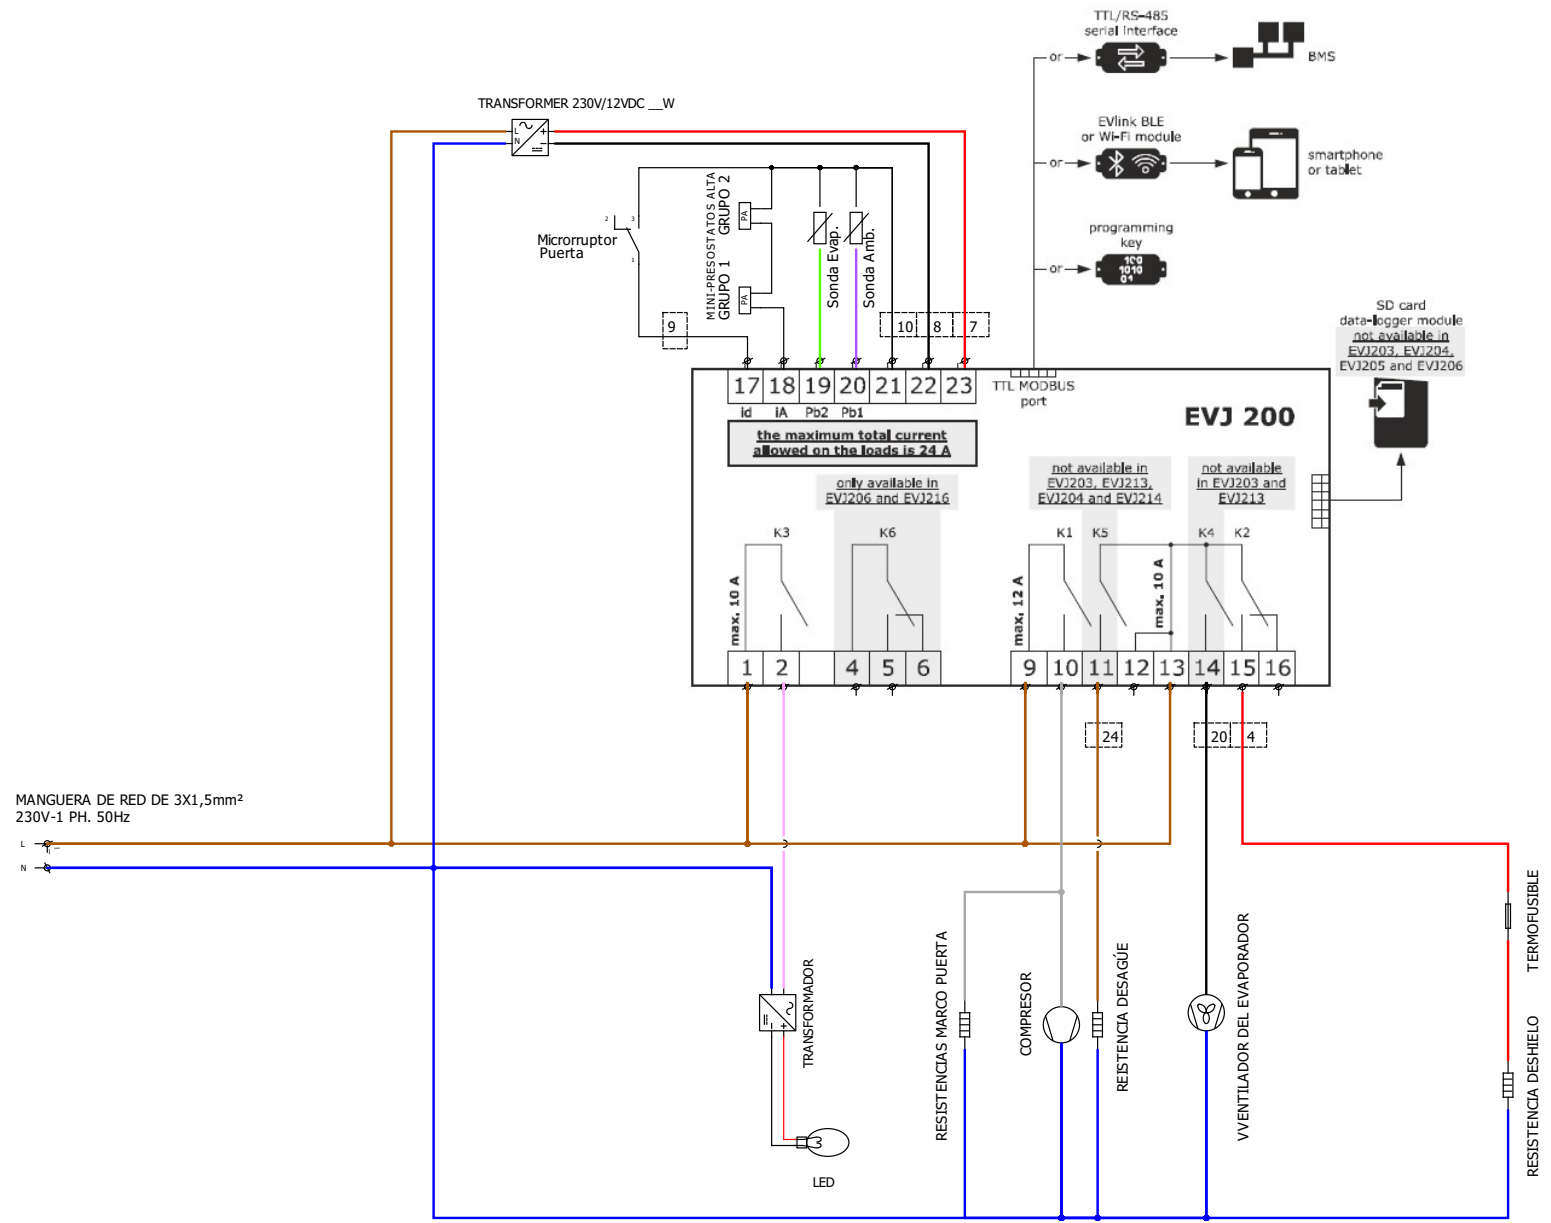 TTL/RS-485
serial interface
or
BMS
TRANSFORMER 230V/12VDC __W
L
N
+
−
EVlink BLE
or Wi-Fi module
or
smartphone
or tablet
MINI-PRESOSTATOS ALTA
GRUPO 1 GRUPO 2
PA
PA
2
3
1
Microrruptor
Puerta
Sonda Evap.
Sonda Amb.
programming
key
100
1010
01
or
SD card
data-logger module
not available in
EVJ203, EVJ204,
EVJ205 and EVJ206
9
10 8 7
17 18 19 20 21 22 23
id iA Pb2 Pb1
TTL MODBUS
port
EVJ 200
the maximum total current
allowed on the loads is 24 A
only available in
EVJ206 and EVJ216
not available in
EVJ203, EVJ213,
EVJ204 and EVJ214
not available
in EVJ203 and
EVJ213
K3 K6 K1 K5 K4 K2
max. 10 A
max. 12 A
max. 10 A
1 2 4 5 6 9 10 11 12 13 14 15 16
24 20 4
MANGUERA DE RED DE 3X1,5mm²
230V-1 PH. 50Hz
L
N
TRANSFORMADOR
− +
LED
RESISTENCIAS MARCO PUERTA
COMPRESOR
REISTENCIA DESAGÜE
VVENTILADOR DEL EVAPORADOR
TERMOFUSIBLE
RESISTENCIA DESHIELO